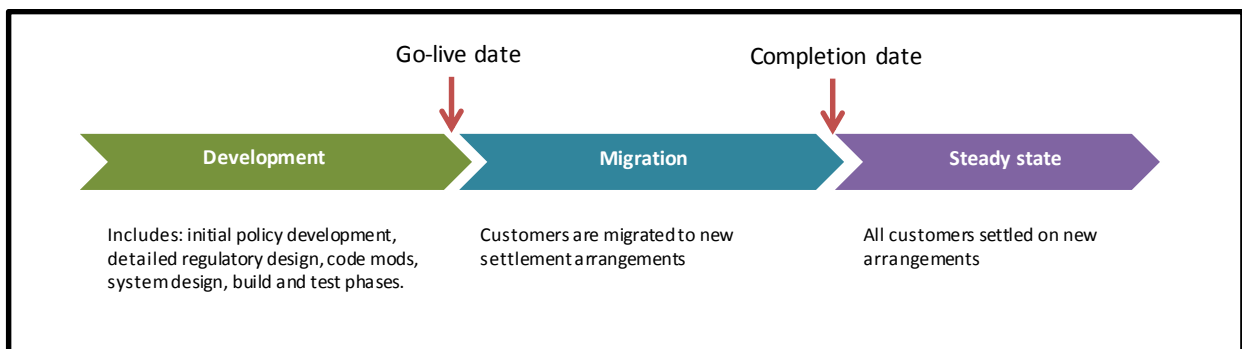 Go-live date
Completion date
Development
Migration
Steady state
Includes: initial policy development,
detailed regulatory design, code mods,
system design, build and test phases.
Customers are migrated to new
settlement arrangements
All customers settled on new
arrangements